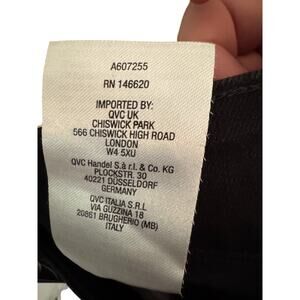 A607255
RN 146620
IMPORTED BY:
QVC UK
CHISWICK PARK
566 CHISWICK HIGH ROAD
LONDON
W4 5XU
QVC Handel S.à r.l. & Co. KG
PLOCKSTR. 30
40221 DÜSSELDORF
GERMANY
QVC ITALIA S.R.L
VIA GUZZINA 18
20861 BRUGHERIO (MB)
ITALY